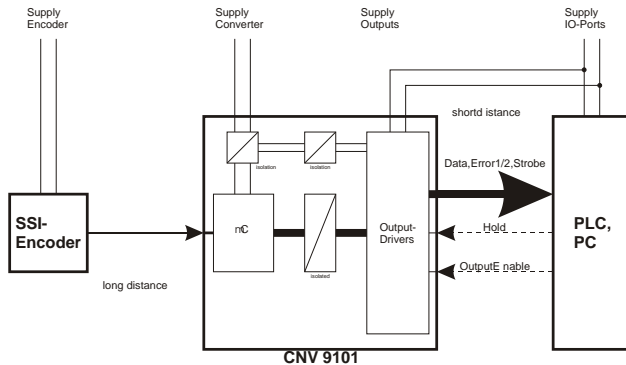 Supply
Encoder
Supply
Converter
Supply
Outputs
Supply
IO-Ports
shortd istance
isolation
isolation
Data,Error1/2,Strobe
SSI-
Encoder
mC
Output-
Drivers
Hold
PLC,
PC
OutputE nable
long distance
isolated
CNV 9101